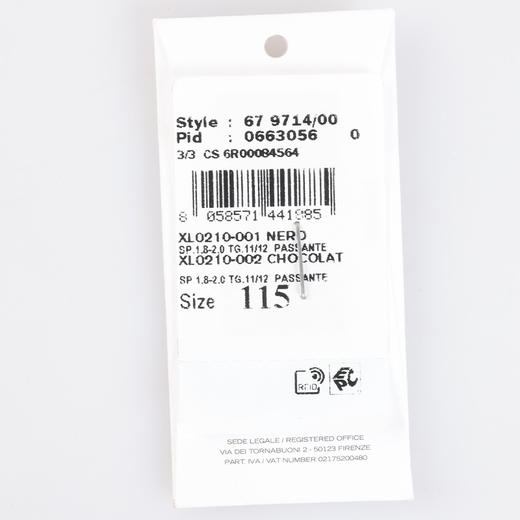 Style : 67 9714/00
Pid : 0663056 0
3/3 CS 6R00084564
8 058571 441985
XL0210-001 NERO
SP.1.8-2.0 TG.11/12 PASSANTE
XL0210-002 CHOCOLAT
SP 1.8-2.0 TG.11/12 PASSANTE
Size 115
RFID EPC
SEDE LEGALE / REGISTERED OFFICE
VIA DEI TORNABUONI 2 - 50123 FIRENZE
PART. IVA / VAT NUMBER 02175200480